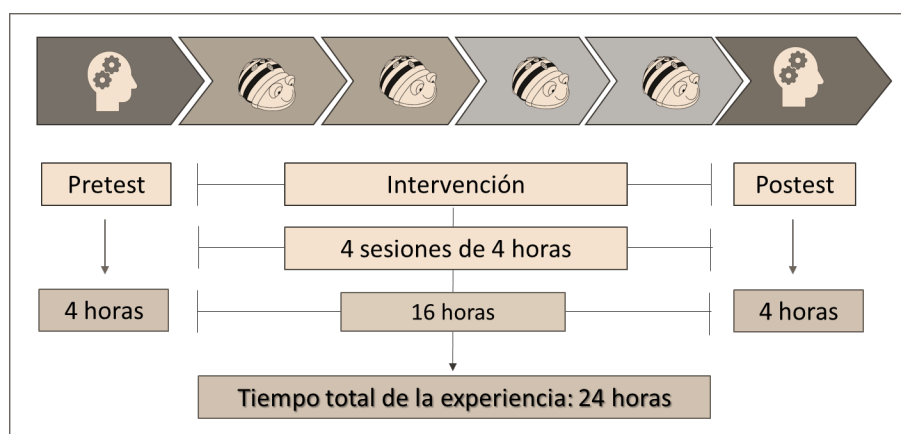 Pretest
Intervención
Postest
4 sesiones de 4 horas
4 horas
16 horas
4 horas
Tiempo total de la experiencia: 24 horas